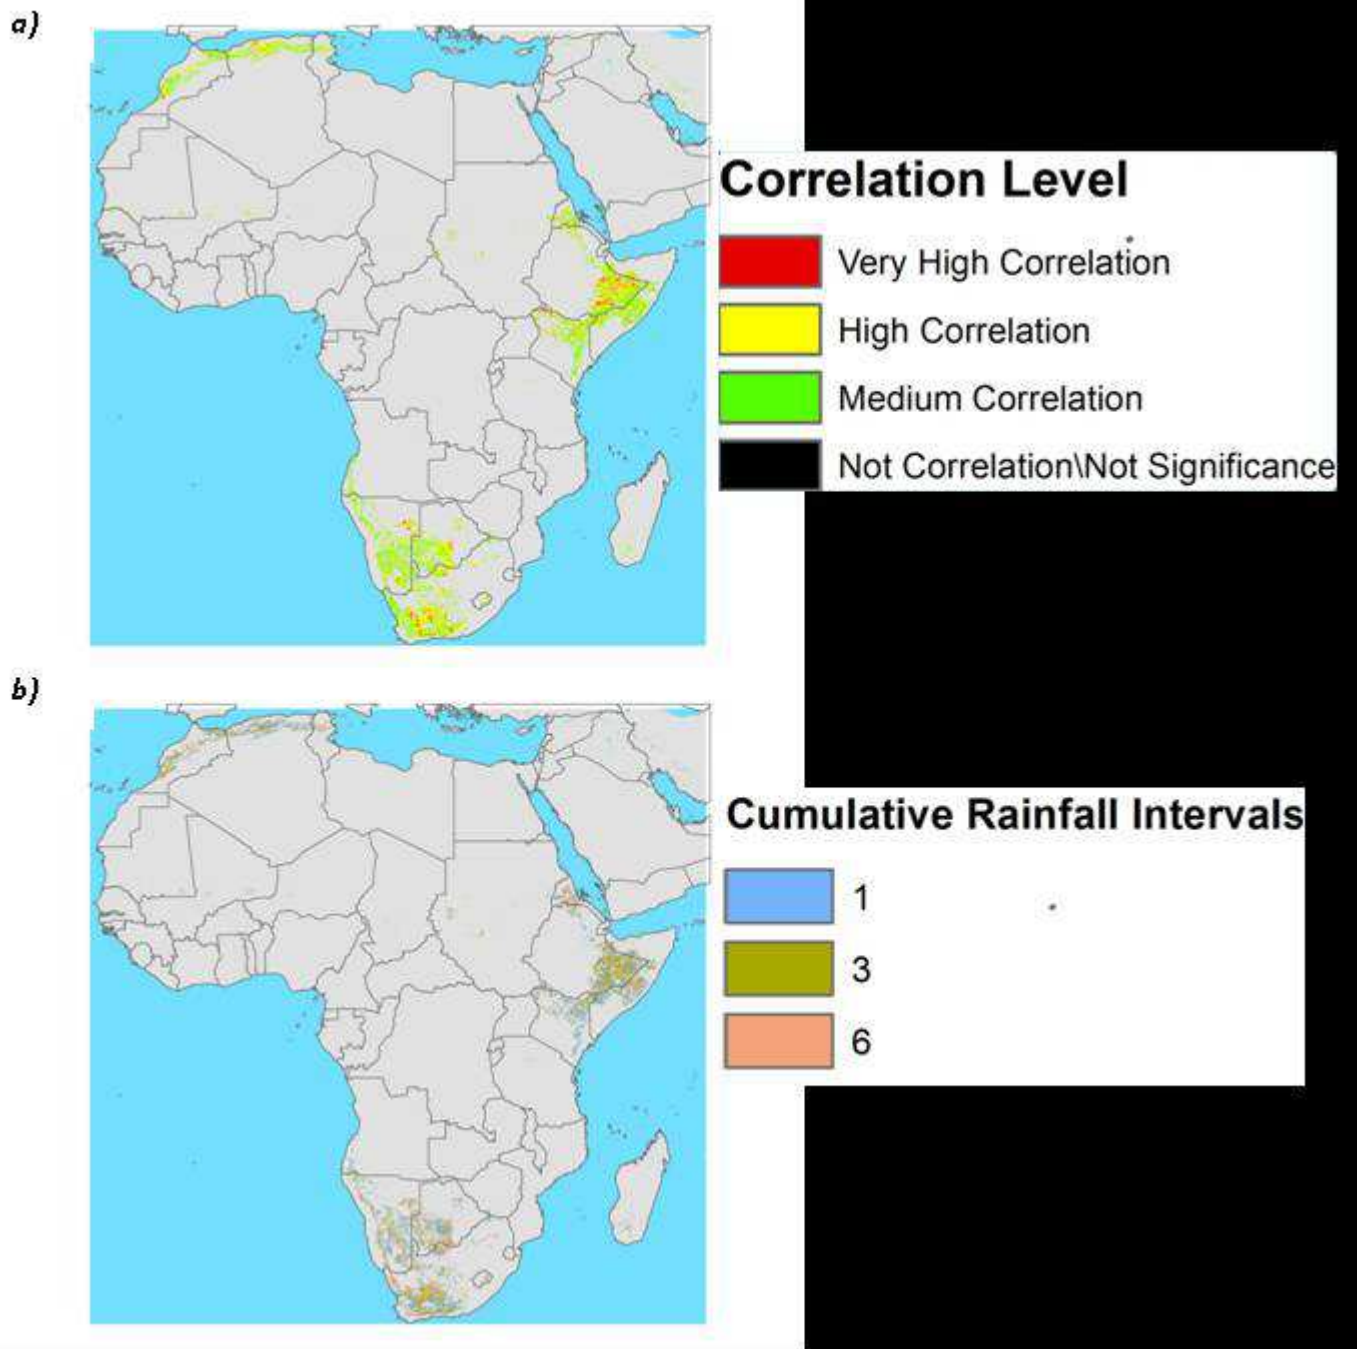 a)
Correlation Level
Very High Correlation
High Correlation
Medium Correlation
Not Correlation\Not Significance
b)
Cumulative Rainfall Intervals
1
3
6